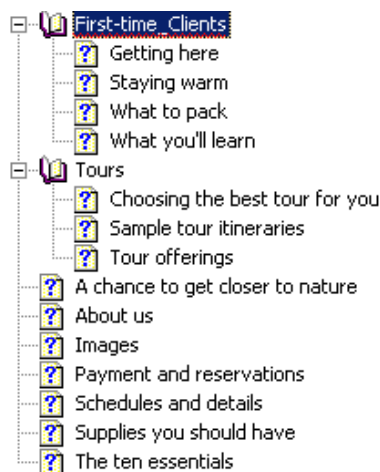 First-time_Clients
Getting here
Staying warm
What to pack
What you'll learn
Tours
Choosing the best tour for you
Sample tour itineraries
Tour offerings
A chance to get closer to nature
About us
Images
Payment and reservations
Schedules and details
Supplies you should have
The ten essentials